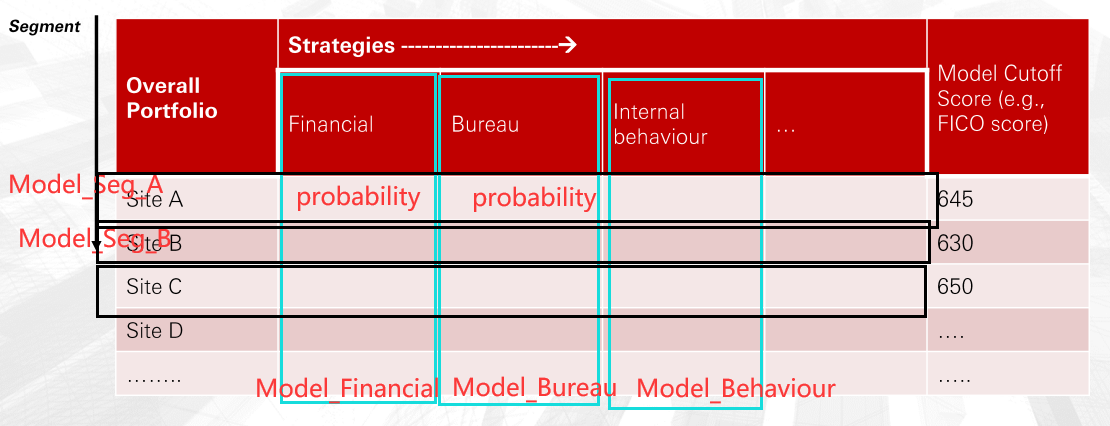 Segment
Strategies ----------------------->
Overall
Portfolio
Financial
Bureau
Internal
behaviour
...
Model Cutoff
Score (e.g.,
FICO score)
Model_Seg_A
Site A
probability
probability
645
Model_Seg_B
Site B
630
Site C
650
Site D
....
........
.....
Model_Financial
Model_Bureau
Model_Behaviour